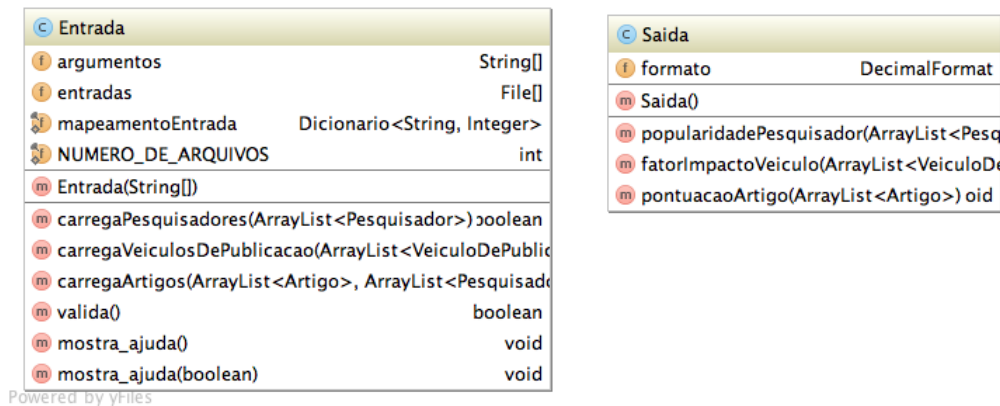 C Entrada
f argumentos String[]
f entradas File[]
f mapeamentoEntrada Dicionario<String, Integer>
f NUMERO_DE_ARQUIVOS int
m Entrada(String[])
m carregaPesquisadores(ArrayList<Pesquisador>) boolean
m carregaVeiculosDePublicacao(ArrayList<VeiculoDePublic
m carregaArtigos(ArrayList<Artigo>, ArrayList<Pesquisad
m valida() boolean
m mostra_ajuda() void
m mostra_ajuda(boolean) void
Powered by yFiles
C Saida
f formato DecimalFormat
m Saida()
m popularidadePesquisador(ArrayList<Pesq
m fatorImpactoVeiculo(ArrayList<VeiculoDe
m pontuacaoArtigo(ArrayList<Artigo>) oid